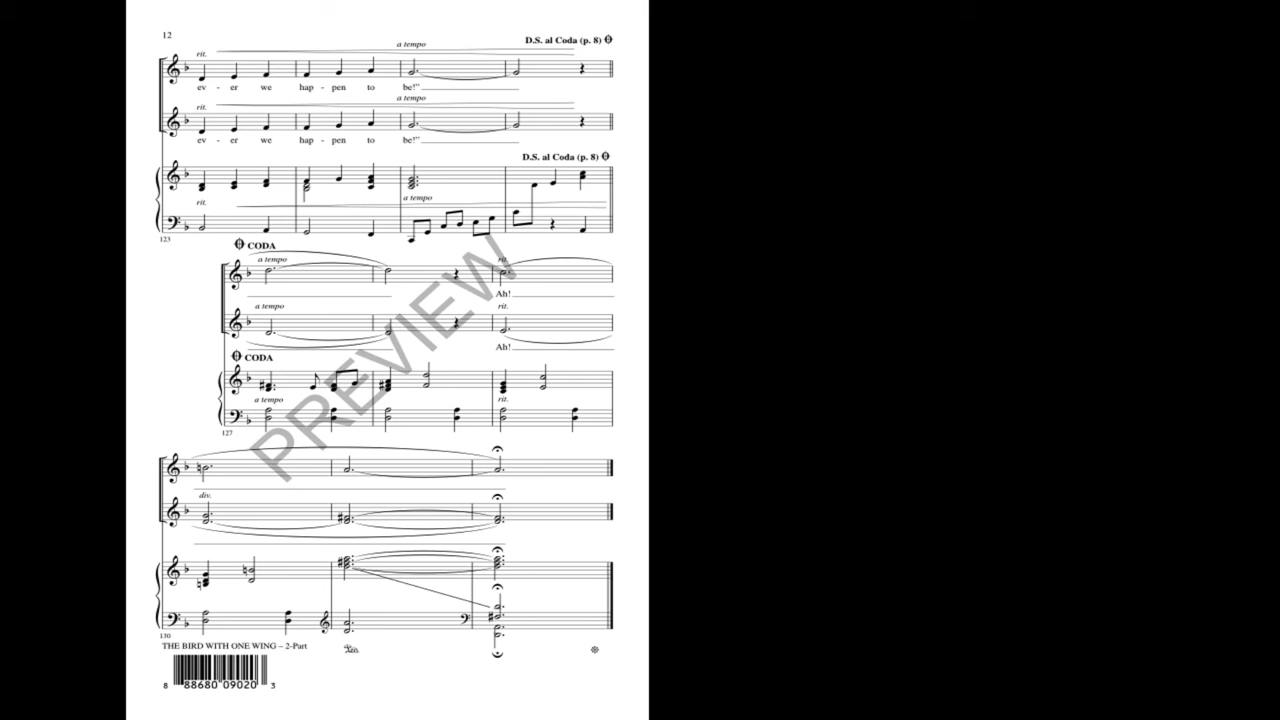 12
rit.
a tempo
D.S. al Coda (p. 8)
ev - er we hap - pen to be!"
rit.
a tempo
ev - er we hap - pen to be!"
D.S. al Coda (p. 8)
rit.
a tempo
123
CODA
a tempo
rit.
Ah!
a tempo
rit.
Ah!
CODA
a tempo
rit.
127
PREVIEW
div.
130
THE BIRD WITH ONE WING – 2-Part
8 88680 09020 3